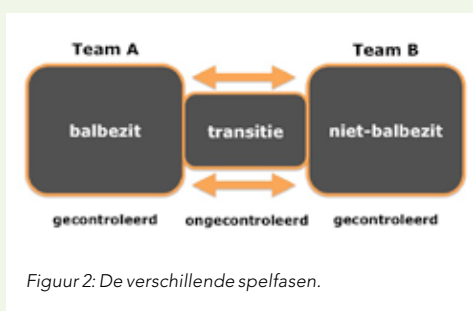 Team A Team B
balbezit transitie niet-balbezit
gecontroleerd ongecontroleerd gecontroleerd
Figuur 2: De verschillende spelfasen.